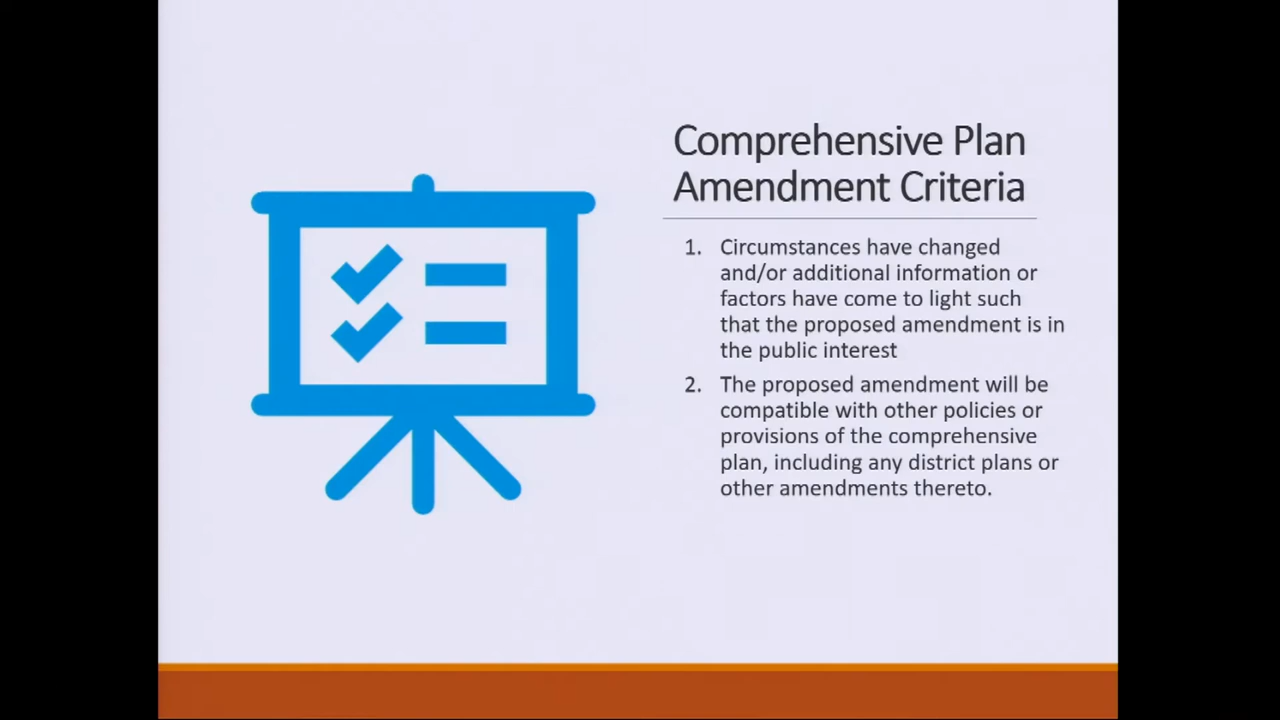 Comprehensive Plan
Amendment Criteria
1. Circumstances have changed
and/or additional information or
factors have come to light such
that the proposed amendment is in
the public interest
2. The proposed amendment will be
compatible with other policies or
provisions of the comprehensive
plan, including any district plans or
other amendments thereto.